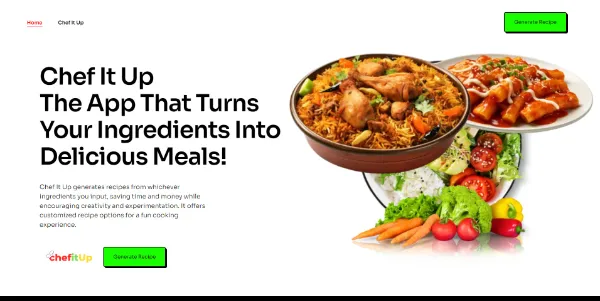 Home
Chef It Up
Generate Recipe
Chef It Up
The App That Turns
Your Ingredients Into
Delicious Meals!
Chef It Up generates recipes from whichever
ingredients you input, saving time and money while
encouraging creativity and experimentation. It offers
customized recipe options for a fun cooking
experience.
chefitUp
Generate Recipe